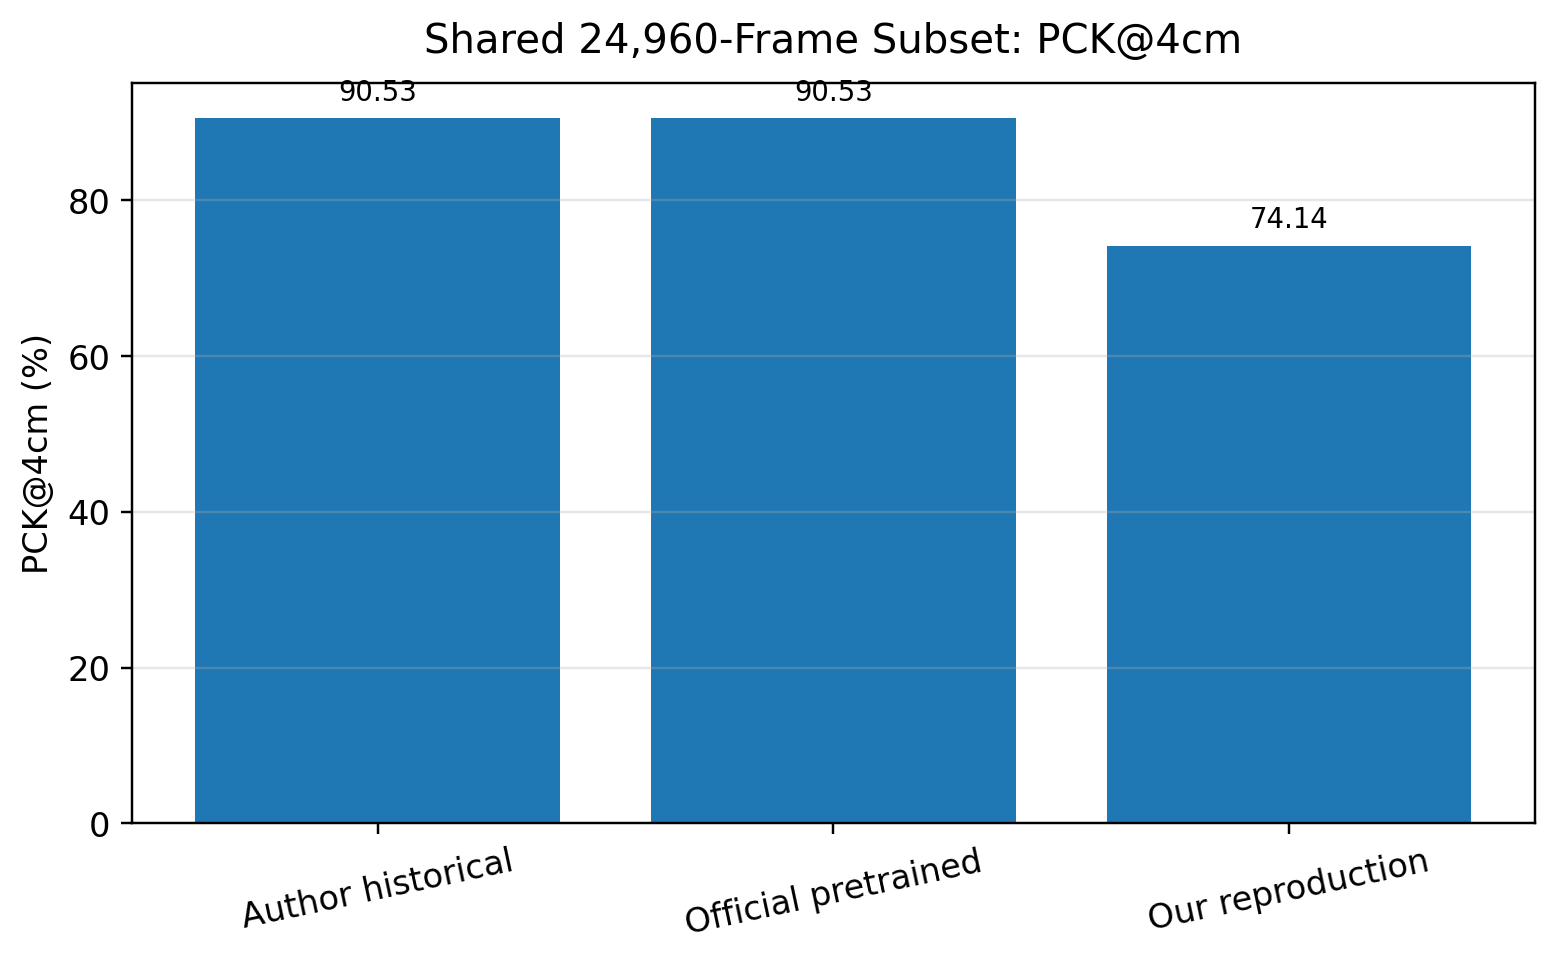 Shared 24,960-Frame Subset: PCK@4cm
90.53
90.53
74.14
PCK@4cm (%)
80
60
40
20
0
Author historical
Official pretrained
Our reproduction